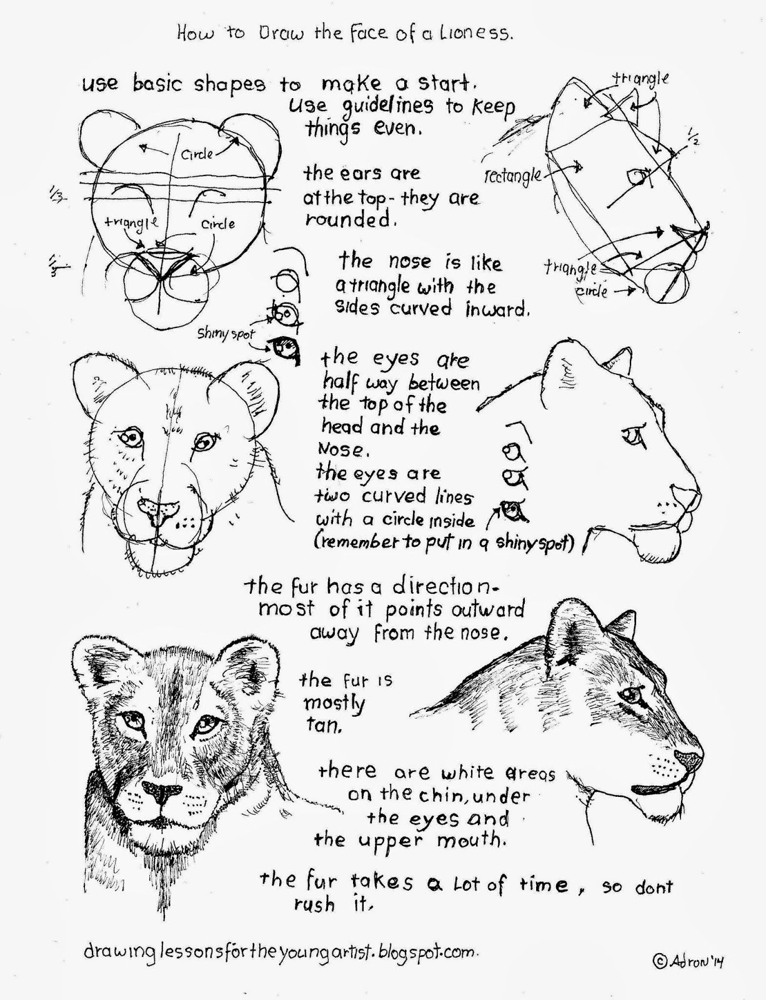 How to Draw the Face of a Lioness.
use basic shapes to make a start.
use guidelines to keep
things even.
triangle
circle
1/2
rectangle
the ears are
at the top - they are
rounded.
1/3
triangle
circle
1/3
the nose is like
a triangle with the
sides curved inward.
triangle
circle
shiny spot
the eyes are
half way between
the top of the
head and the
Nose.
the eyes are
two curved lines
with a circle inside
(remember to put in a shiny spot)
the fur has a direction-
most of it points outward
away from the nose.
the fur is
mostly
tan.
there are white areas
on the chin, under
the eyes and
the upper mouth.
the fur takes a Lot of time, so dont
rush it.
drawinglessonsfortheyoungartist.blogspot.com.
© Adron '14